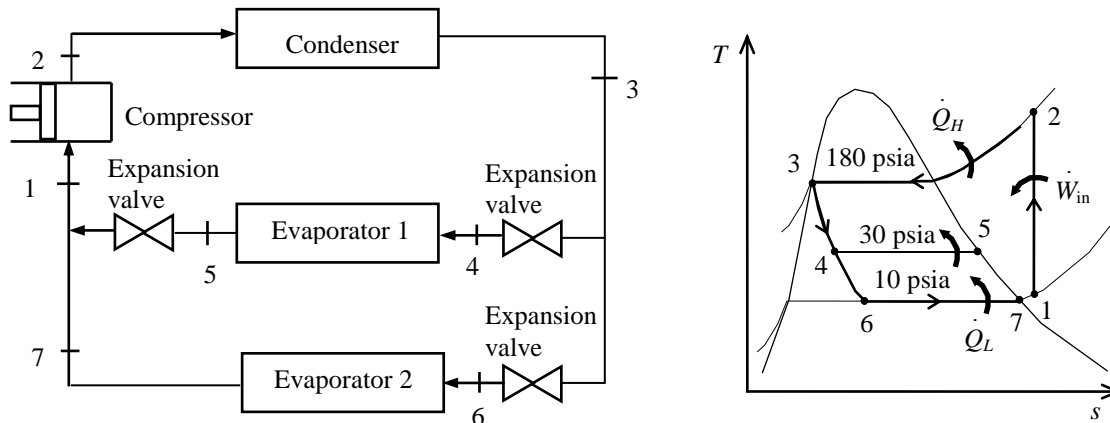 2
Condenser
3
Compressor
1
Expansion
valve
5
Evaporator 1
4
Expansion
valve
7
Evaporator 2
6
Expansion
valve
T
Q̇H
2
3
180 psia
Ẇin
5
30 psia
4
10 psia
6
7
1
Q̇L
s